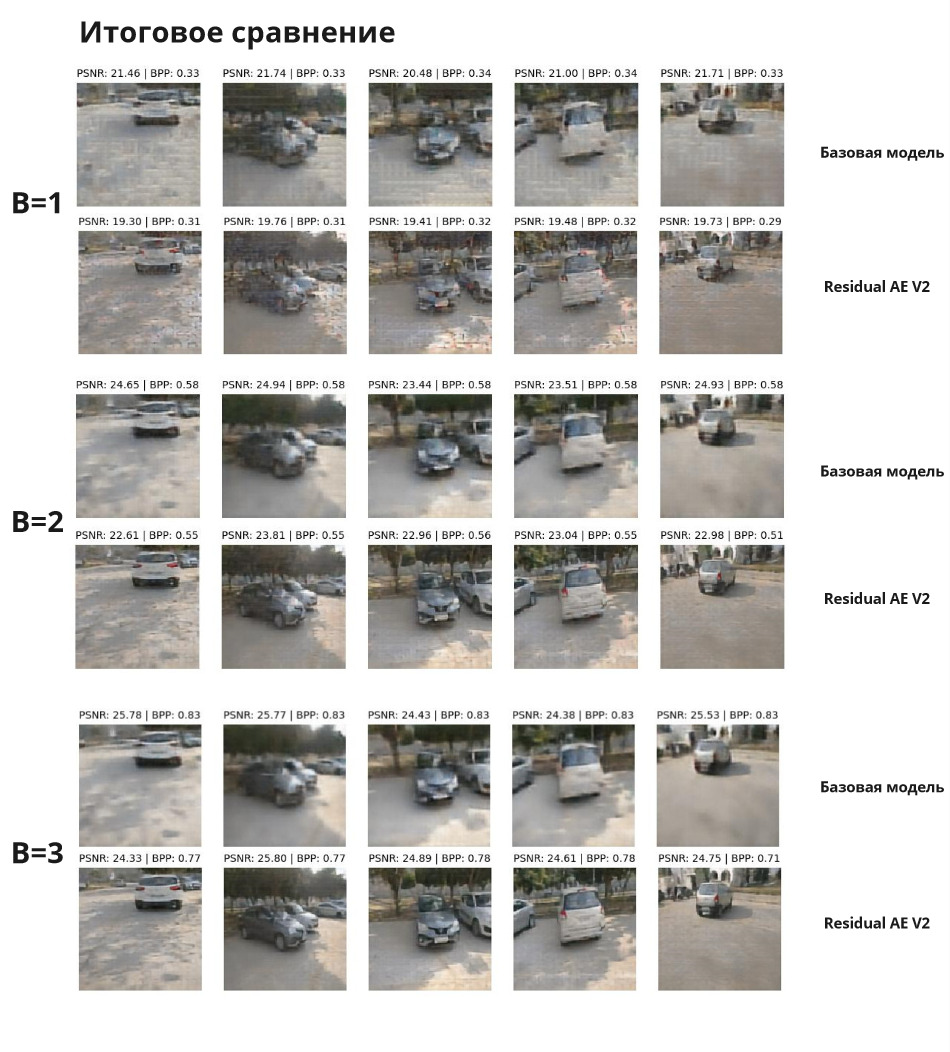 Итоговое сравнение
PSNR: 21.46 | BPP: 0.33 PSNR: 21.74 | BPP: 0.33 PSNR: 20.48 | BPP: 0.34 PSNR: 21.00 | BPP: 0.34 PSNR: 21.71 | BPP: 0.33
Базовая модель
B=1
PSNR: 19.30 | BPP: 0.31 PSNR: 19.76 | BPP: 0.31 PSNR: 19.41 | BPP: 0.32 PSNR: 19.48 | BPP: 0.32 PSNR: 19.73 | BPP: 0.29
Residual AE V2
PSNR: 24.65 | BPP: 0.58 PSNR: 24.94 | BPP: 0.58 PSNR: 23.44 | BPP: 0.58 PSNR: 23.51 | BPP: 0.58 PSNR: 24.93 | BPP: 0.58
Базовая модель
B=2
PSNR: 22.61 | BPP: 0.55 PSNR: 23.81 | BPP: 0.55 PSNR: 22.96 | BPP: 0.56 PSNR: 23.04 | BPP: 0.55 PSNR: 22.98 | BPP: 0.51
Residual AE V2
PSNR: 25.78 | BPP: 0.83 PSNR: 25.77 | BPP: 0.83 PSNR: 24.43 | BPP: 0.83 PSNR: 24.38 | BPP: 0.83 PSNR: 25.53 | BPP: 0.83
Базовая модель
B=3
PSNR: 24.33 | BPP: 0.77 PSNR: 25.80 | BPP: 0.77 PSNR: 24.89 | BPP: 0.78 PSNR: 24.61 | BPP: 0.78 PSNR: 24.75 | BPP: 0.71
Residual AE V2